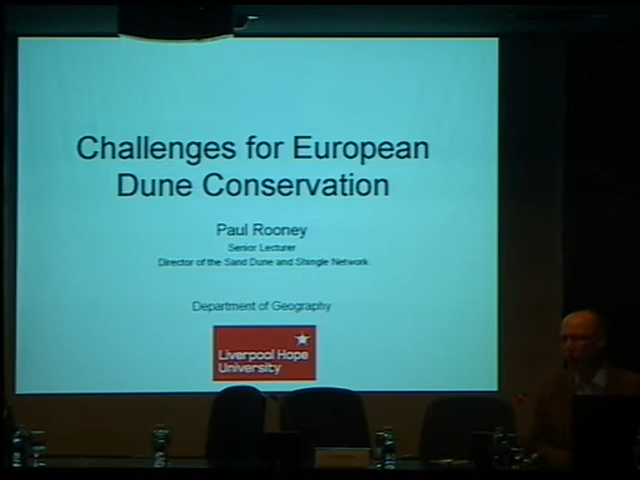 Challenges for European
Dune Conservation
Paul Rooney
Senior Lecturer
Director of the Sand Dune and Shingle Network
Department of Geography
Liverpool Hope
University